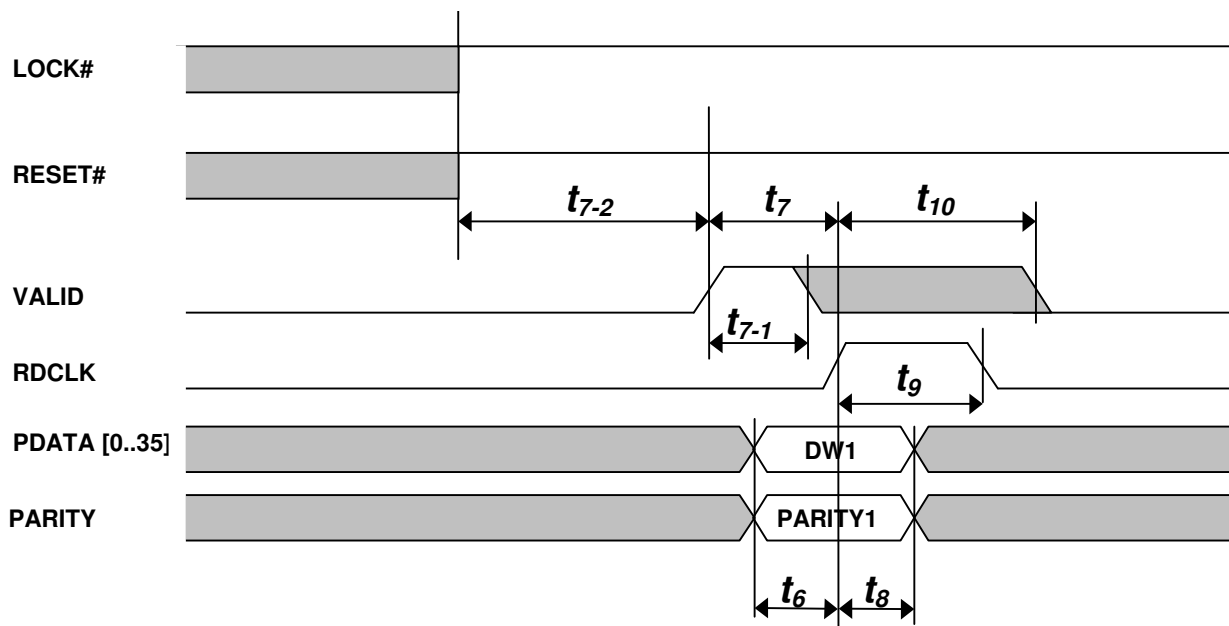 LOCK#
RESET#
t7-2 t7 t10
VALID
t7-1
RDCLK
t9
PDATA [0..35] DW1
PARITY PARITY1
t6 t8